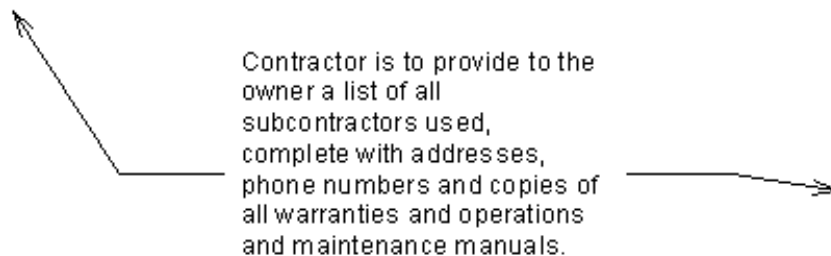 Contractor is to provide to the
owner a list of all
subcontractors used,
complete with addresses,
phone numbers and copies of
all warranties and operations
and maintenance manuals.